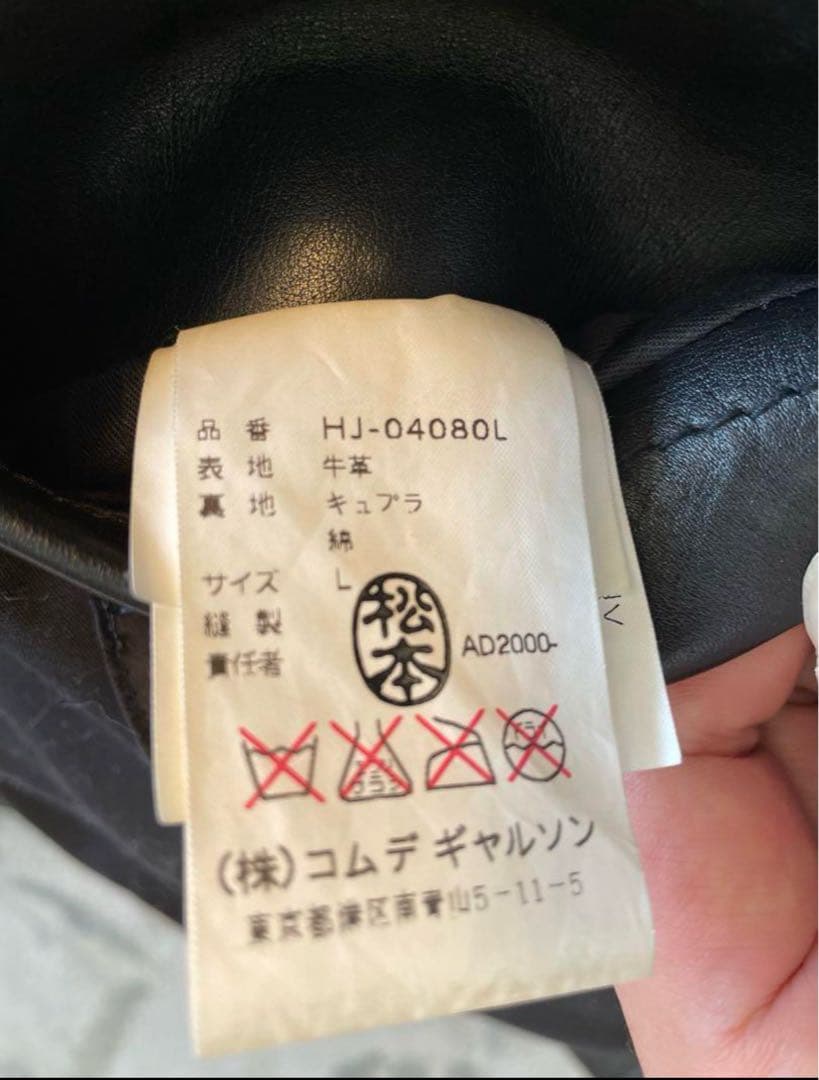 品番 HJ-04080L
表地 牛革
裏地 キュプラ
綿
サイズ L
縫製
責任者
松本
AD2000-
(株)コムデギャルソン
東京都港区南青山5-11-5